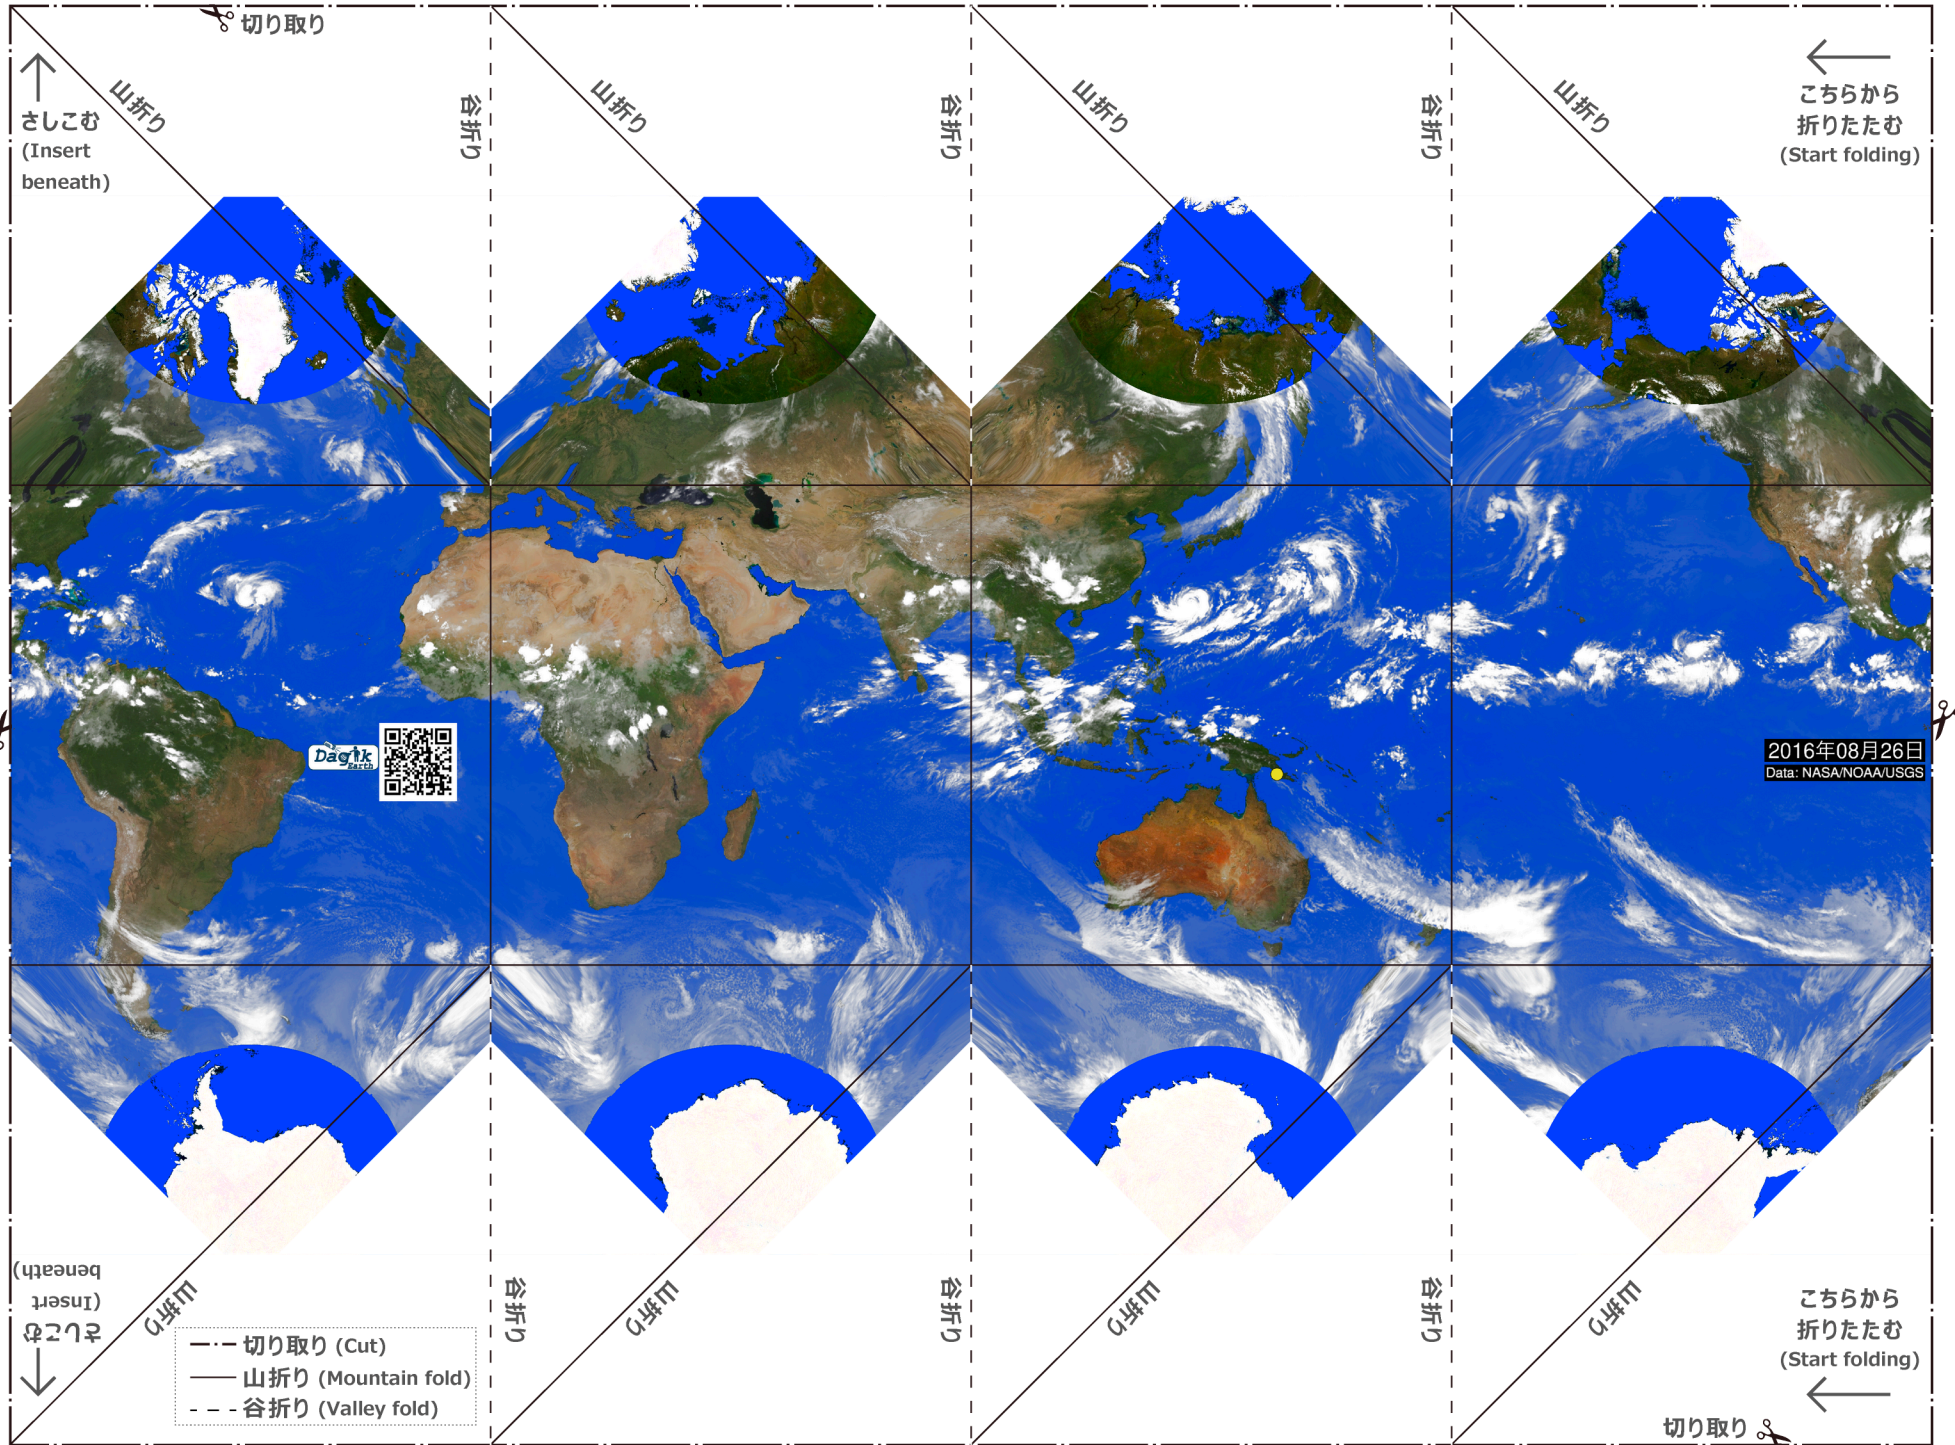 切り取り
さしこむ
(Insert
beneath)
山折り
谷折り
山折り
谷折り
山折り
谷折り
山折り
こちらから
折りたたむ
(Start folding)
Dagik
Earth
2016年08月26日
Data: NASA/NOAA/USGS
さしこむ
(Insert
beneath)
山折り
谷折り
山折り
谷折り
山折り
谷折り
山折り
こちらから
折りたたむ
(Start folding)
切り取り (Cut)
山折り (Mountain fold)
谷折り (Valley fold)
切り取り